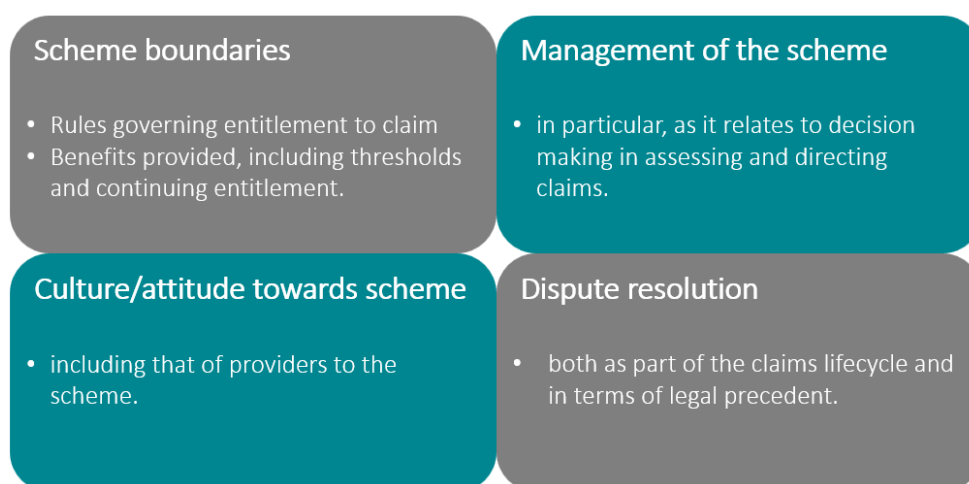 Scheme boundaries
• Rules governing entitlement to claim
• Benefits provided, including thresholds
and continuing entitlement.
Management of the scheme
• in particular, as it relates to decision
making in assessing and directing
claims.
Culture/attitude towards scheme
• including that of providers to the
scheme.
Dispute resolution
• both as part of the claims lifecycle and
in terms of legal precedent.